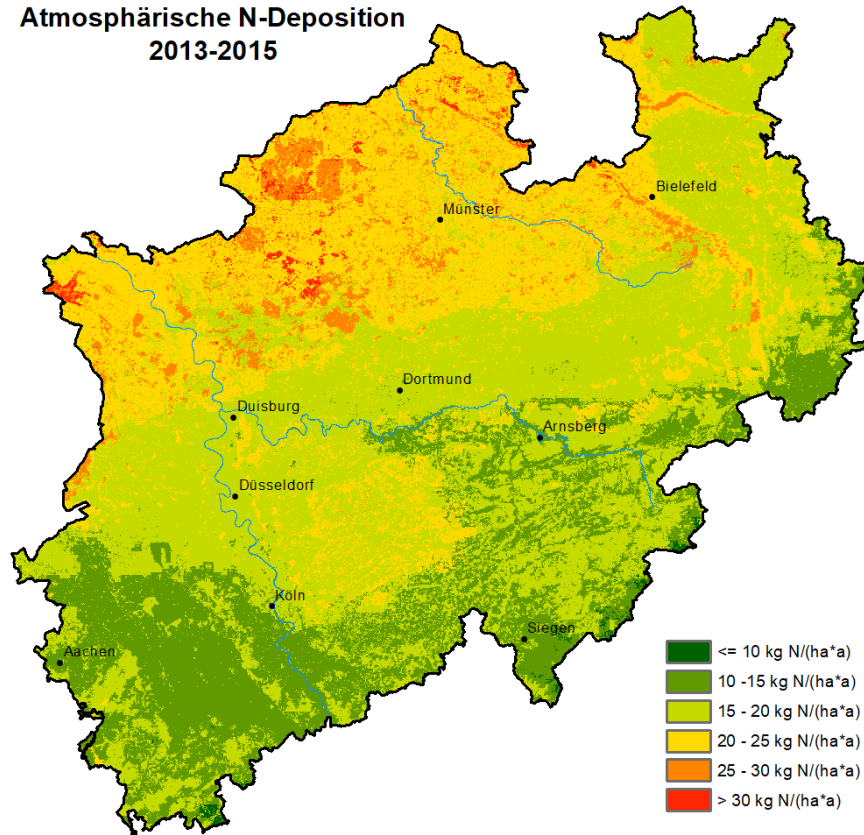 Atmosphärische N-Deposition
2013-2015
Bielefeld
Münster
Dortmund
Duisburg
Arnsberg
Düsseldorf
Köln
Siegen
Aachen
<= 10 kg N/(ha*a)
10 -15 kg N/(ha*a)
15 - 20 kg N/(ha*a)
20 - 25 kg N/(ha*a)
25 - 30 kg N/(ha*a)
> 30 kg N/(ha*a)